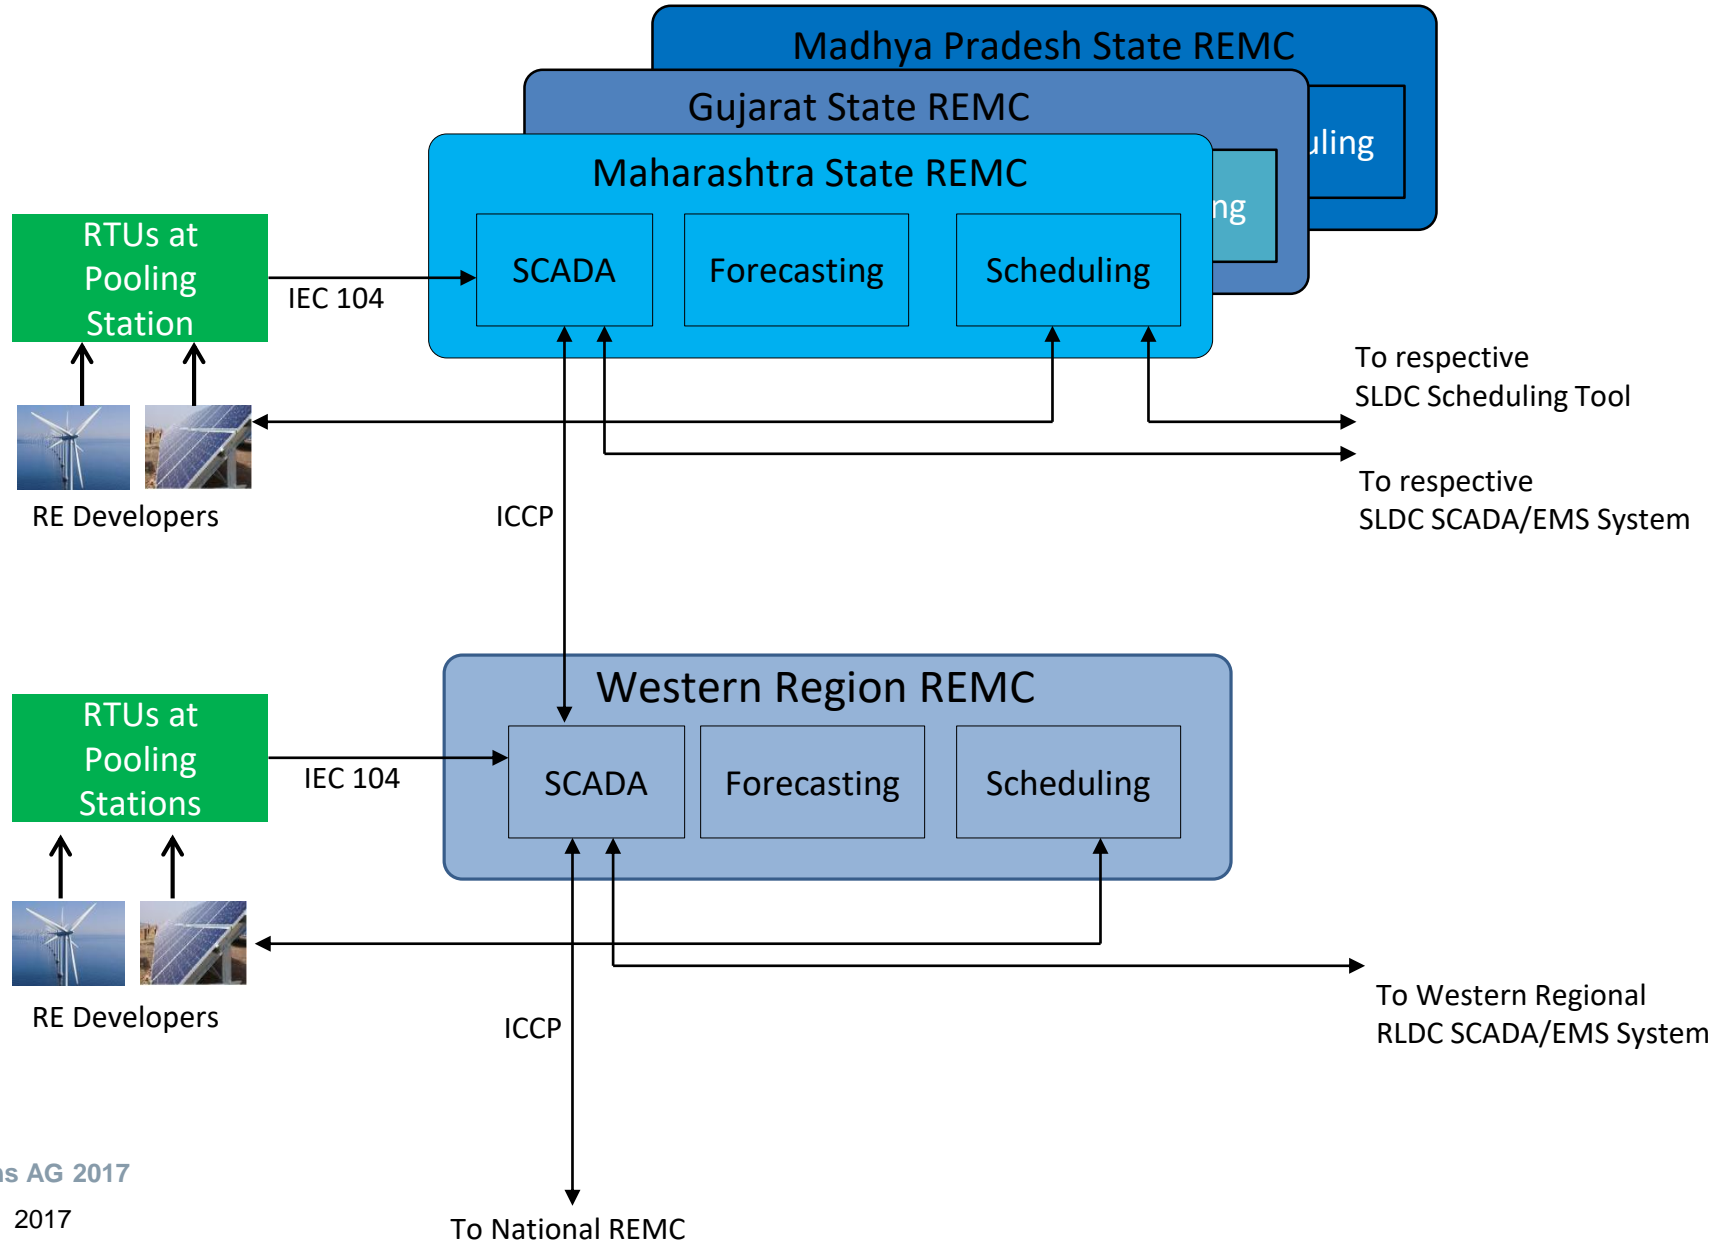 Madhya Pradesh State REMC
Gujarat State REMC
Maharashtra State REMC
RTUs at
Pooling
Station
IEC 104
SCADA
Forecasting
Scheduling
To respective
SLDC Scheduling Tool
To respective
SLDC SCADA/EMS System
RE Developers
ICCP
Western Region REMC
RTUs at
Pooling
Stations
IEC 104
SCADA
Forecasting
Scheduling
RE Developers
ICCP
To Western Regional
RLDC SCADA/EMS System
AG 2017
2017
To National REMC